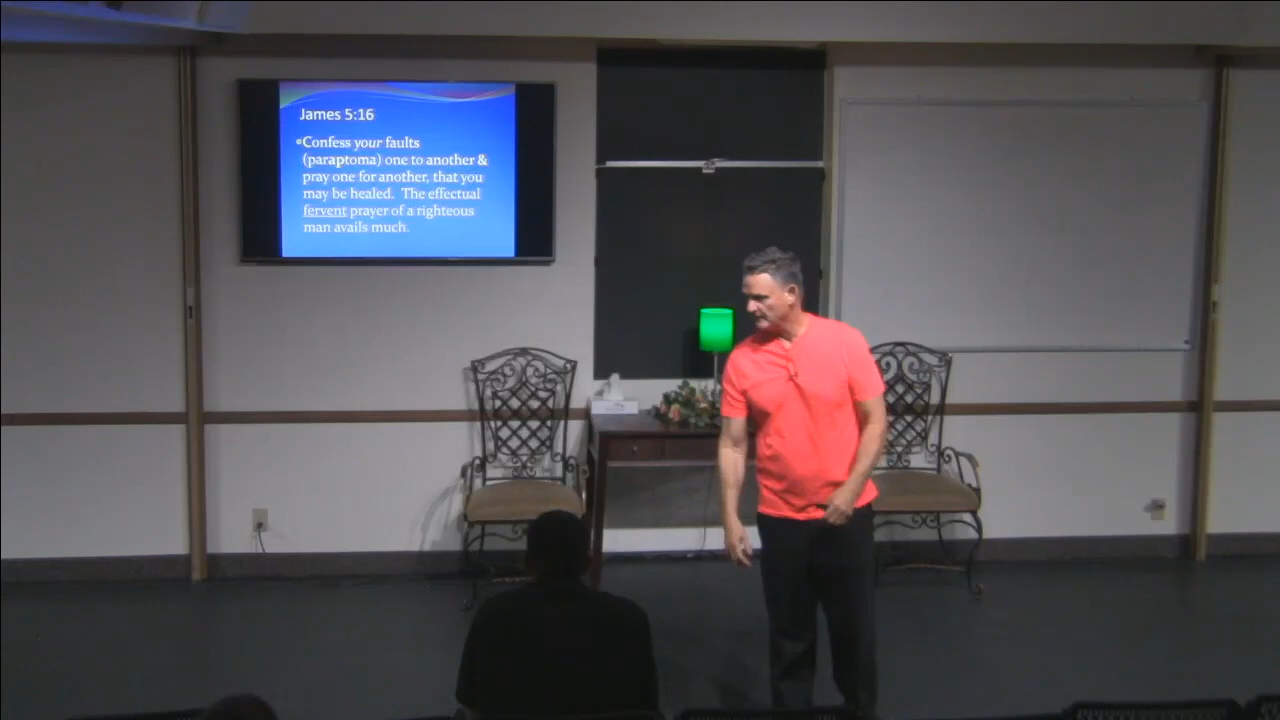 James 5:16
Confess your faults
(paraptoma) one to another &
pray one for another, that you
may be healed. The effectual
fervent prayer of a righteous
man avails much.